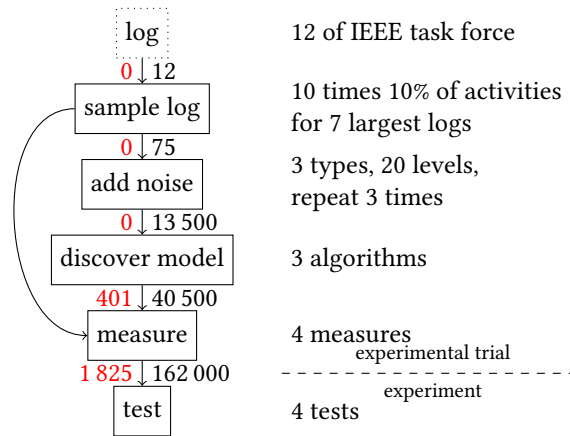 log
12 of IEEE task force
0 12
sample log
10 times 10% of activities
for 7 largest logs
0 75
add noise
3 types, 20 levels,
repeat 3 times
0 13 500
discover model
3 algorithms
401 40 500
measure
4 measures
experimental trial
1 825 162 000
experiment
test
4 tests